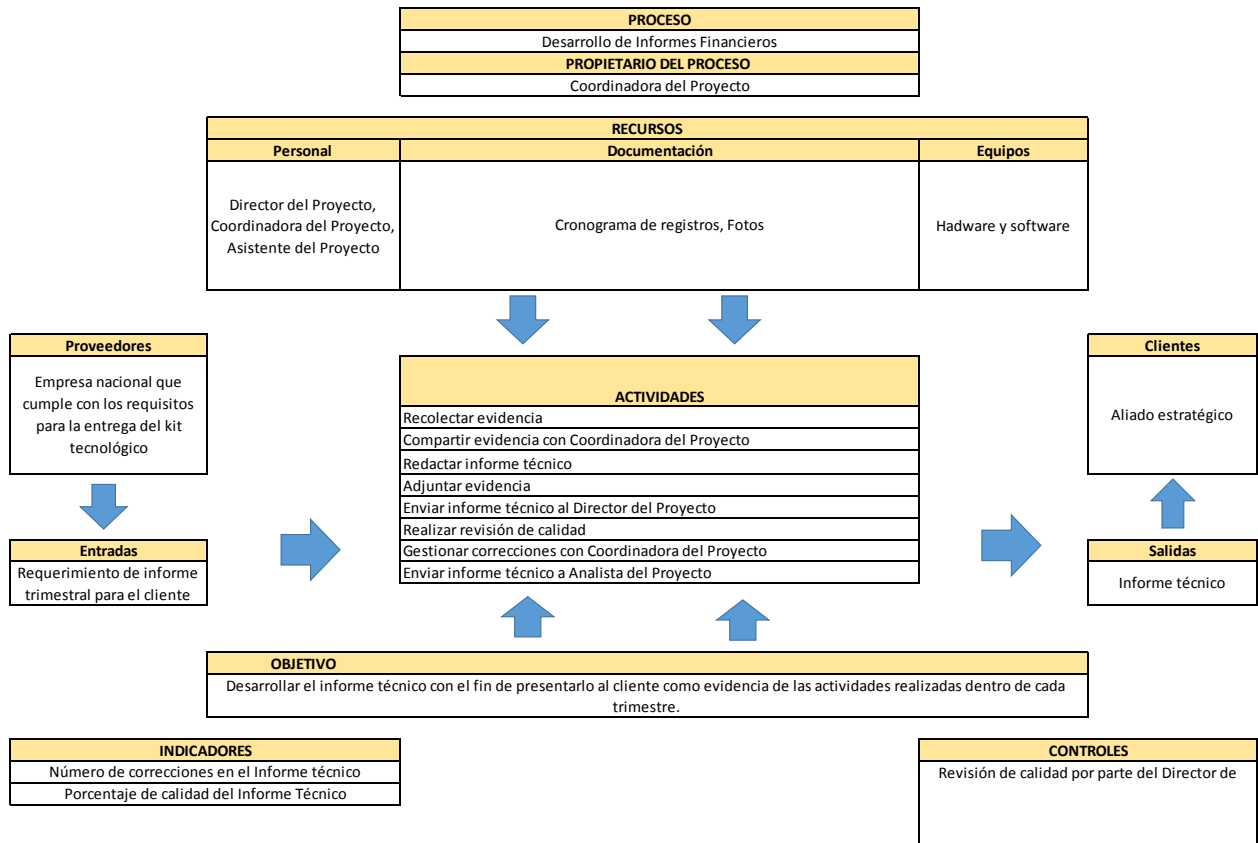 PROCESO
Desarrollo de Informes Financieros
PROPIETARIO DEL PROCESO
Coordinadora del Proyecto
RECURSOS
Personal
Documentación
Equipos
Director del Proyecto,
Coordinadora del Proyecto,
Asistente del Proyecto
Cronograma de registros, Fotos
Hadware y software
Proveedores
Empresa nacional que
cumple con los requisitos
para la entrega del kit
tecnológico
Entradas
Requerimiento de informe
trimestral para el cliente
ACTIVIDADES
Recolectar evidencia
Compartir evidencia con Coordinadora del Proyecto
Redactar informe técnico
Adjuntar evidencia
Enviar informe técnico al Director del Proyecto
Realizar revisión de calidad
Gestionar correcciones con Coordinadora del Proyecto
Enviar informe técnico a Analista del Proyecto
Clientes
Aliado estratégico
Salidas
Informe técnico
OBJETIVO
Desarrollar el informe técnico con el fin de presentarlo al cliente como evidencia de las actividades realizadas dentro de cada
trimestre.
INDICADORES
Número de correcciones en el Informe técnico
Porcentaje de calidad del Informe Técnico
CONTROLES
Revisión de calidad por parte del Director de